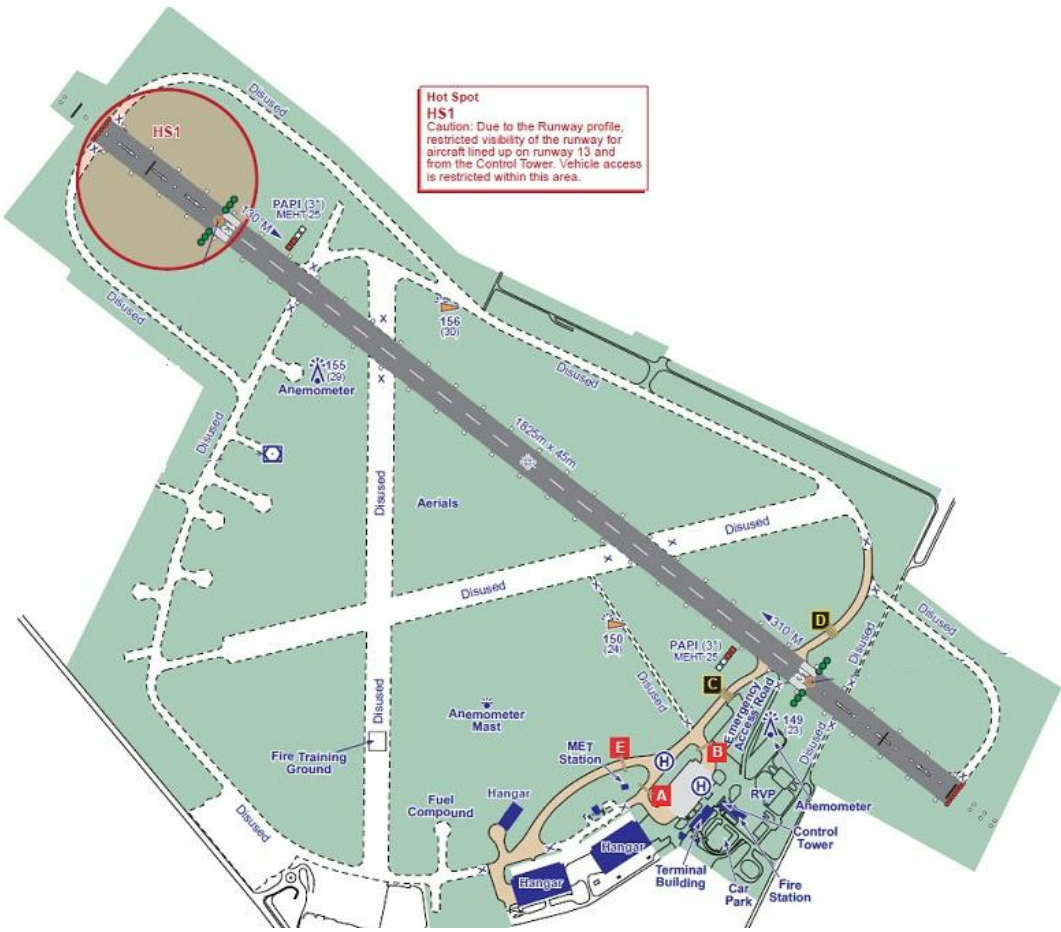 Hot Spot
HS1
Caution: Due to the Runway profile,
restricted visibility of the runway for
aircraft lined up on runway 13 and
from the Control Tower. Vehicle access
is restricted within this area.
Disused
HS1
PAPI (3°)
MEHT 25
130°M
156
(30)
Disused
155
(29)
Anemometer
Disused
Disused
1825m x 45m
Disused
Aerials
Disused
Disused
Disused
D
310°M
Disused
150
(24)
PAPI (3°)
MEHT 25
Disused
Disused
C
Disused
Emergency
Access Road
149
(23)
Anemometer
Mast
Disused
Fire Training
Ground
MET
Station
E
H
B
Disused
A
H
RVP
Anemometer
Fuel
Compound
Hangar
Control
Tower
Disused
Hangar
Hangar
Terminal
Building
Car
Park
Fire
Station